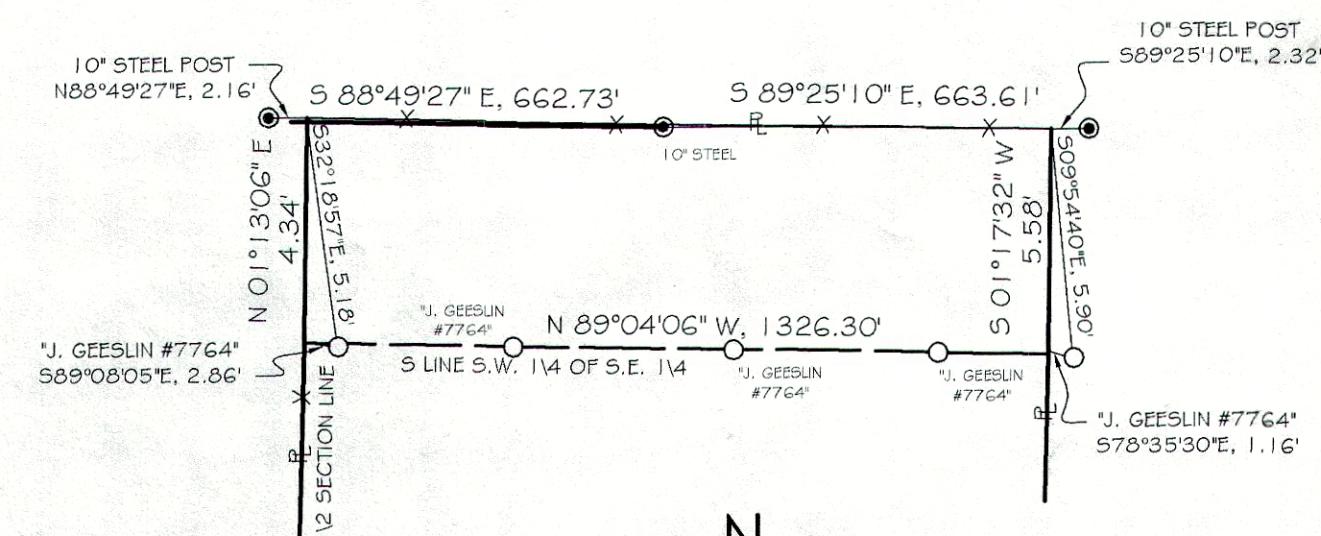 10" STEEL POST
N88°49'27"E, 2.16'
S 88°49'27" E, 662.73'
S 89°25'10" E, 663.61'
10" STEEL POST
S89°25'10"E, 2.32'
PL
10" STEEL
N 01°13'06" E
4.34'
S32°18'57"E, 5.18'
S 01°17'32" W
5.58'
S09°54'40"E, 5.90'
"J. GEESLIN
#7764"
N 89°04'06" W, 1326.30'
"J. GEESLIN #7764"
S89°08'05"E, 2.86'
S LINE S.W. 1\4 OF S.E. 1\4
"J. GEESLIN
#7764"
"J. GEESLIN
#7764"
PL
"J. GEESLIN #7764"
S78°35'30"E, 1.16'
PL
\2 SECTION LINE
N